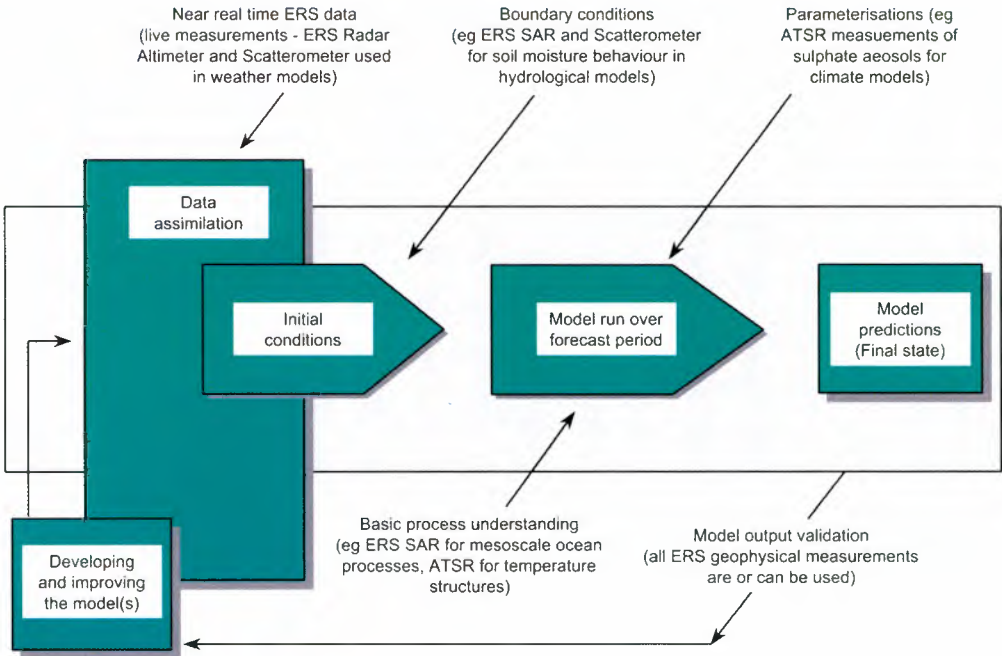 Near real time ERS data
(live measurements - ERS Radar
Altimeter and Scatterometer used
in weather models)
Boundary conditions
(eg ERS SAR and Scatterometer
for soil moisture behaviour in
hydrological models)
Parameterisations (eg
ATSR measuements of
sulphate aeosols for
climate models)
Data
assimilation
Initial
conditions
Model run over
forecast period
Model
predictions
(Final state)
Developing
and improving
the model(s)
Basic process understanding
(eg ERS SAR for mesoscale ocean
processes, ATSR for temperature
structures)
Model output validation
(all ERS geophysical measurements
are or can be used)